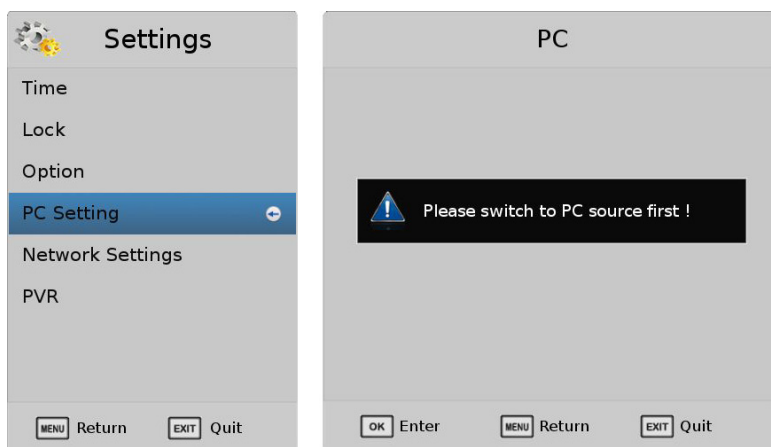 Settings
Time
Lock
Option
PC Setting
Network Settings
PVR
MENU Return EXIT Quit
PC
Please switch to PC source first !
OK Enter MENU Return EXIT Quit